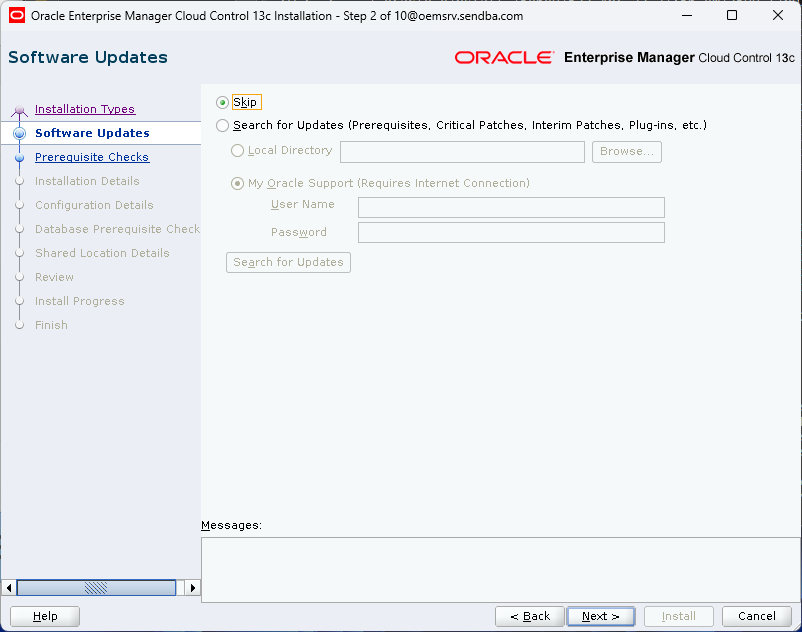 Oracle Enterprise Manager Cloud Control 13c Installation - Step 2 of 10@oemsrv.sendba.com
Software Updates
ORACLE Enterprise Manager Cloud Control 13c
Installation Types
Software Updates
Prerequisite Checks
Installation Details
Configuration Details
Database Prerequisite Check
Shared Location Details
Review
Install Progress
Finish
Skip
Search for Updates (Prerequisites, Critical Patches, Interim Patches, Plug-ins, etc.)
Local Directory
Browse...
My Oracle Support (Requires Internet Connection)
User Name
Password
Search for Updates
Messages:
Help
< Back
Next >
Install
Cancel